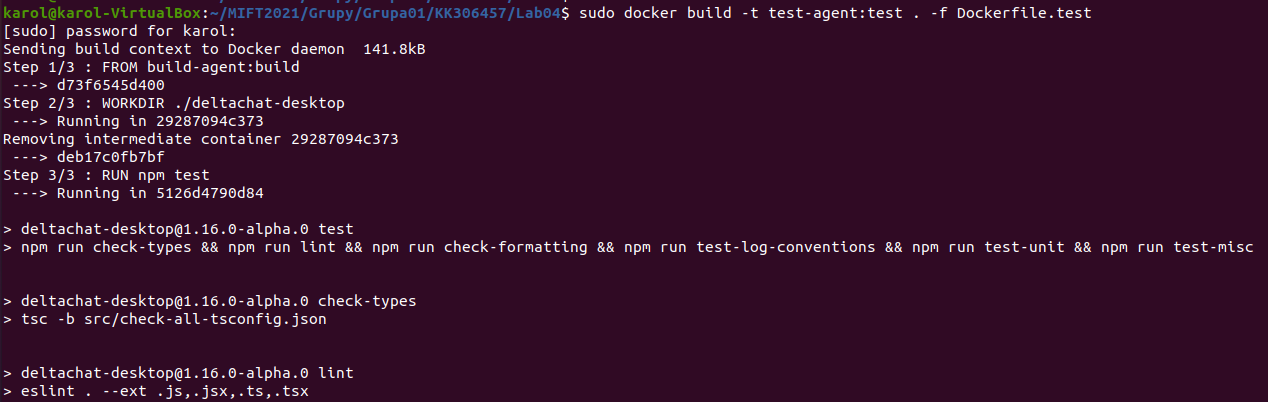 karol@karol-VirtualBox:~/MIFT2021/Grupy/Grupa01/KK306457/Lab04$ sudo docker build -t test-agent:test . -f Dockerfile.test
[sudo] password for karol:
Sending build context to Docker daemon  141.8kB
Step 1/3 : FROM build-agent:build
 ---> d73f6545d400
Step 2/3 : WORKDIR ./deltachat-desktop
 ---> Running in 29287094c373
Removing intermediate container 29287094c373
 ---> deb17c0fb7bf
Step 3/3 : RUN npm test
 ---> Running in 5126d4790d84

> deltachat-desktop@1.16.0-alpha.0 test
> npm run check-types && npm run lint && npm run check-formatting && npm run test-log-conventions && npm run test-unit && npm run test-misc

> deltachat-desktop@1.16.0-alpha.0 check-types
> tsc -b src/check-all-tsconfig.json

> deltachat-desktop@1.16.0-alpha.0 lint
> eslint . --ext .js,.jsx,.ts,.tsx